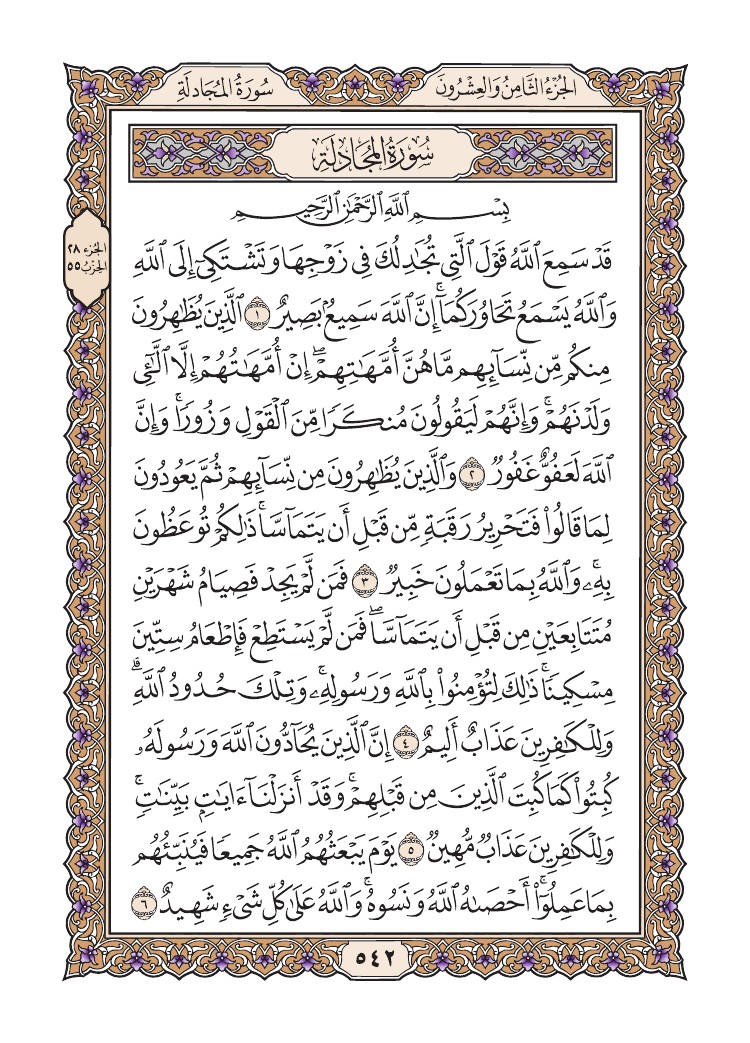 الجُزْءُ الثَّامِنُ وَالعِشْرُونَ
سُورَةُ المُجَادلَةِ
سُورَةُ المُجَادلَةِ
الجُزء ٢٨
الحِزْبُ ٥٥
بِسْمِ ٱللَّهِ ٱلرَّحْمَٰنِ ٱلرَّحِيمِ
قَدْ سَمِعَ ٱللَّهُ قَوْلَ ٱلَّتِي تُجَٰدِلُكَ فِي زَوْجِهَا وَتَشْتَكِيٓ إِلَى ٱللَّهِ
وَٱللَّهُ يَسْمَعُ تَحَاوُرَكُمَآۚ إِنَّ ٱللَّهَ سَمِيعُۢ بَصِيرٌ ١ ٱلَّذِينَ يُظَٰهِرُونَ
مِنكُم مِّن نِّسَآئِهِم مَّا هُنَّ أُمَّهَٰتِهِمْۖ إِنْ أُمَّهَٰتُهُمْ إِلَّا ٱلَّٰٓـِٔي
وَلَدْنَهُمْۚ وَإِنَّهُمْ لَيَقُولُونَ مُنكَرًا مِّنَ ٱلْقَوْلِ وَزُورًاۚ وَإِنَّ
ٱللَّهَ لَعَفُوٌّ غَفُورٌ ٢ وَٱلَّذِينَ يُظَٰهِرُونَ مِن نِّسَآئِهِمْ ثُمَّ يَعُودُونَ
لِمَا قَالُوا۟ فَتَحْرِيرُ رَقَبَةٍ مِّن قَبْلِ أَن يَتَمَآسَّاۚ ذَٰلِكُمْ تُوعَظُونَ
بِهِۦۚ وَٱللَّهُ بِمَا تَعْمَلُونَ خَبِيرٌ ٣ فَمَن لَّمْ يَجِدْ فَصِيَامُ شَهْرَيْنِ
مُتَتَابِعَيْنِ مِن قَبْلِ أَن يَتَمَآسَّاۖ فَمَن لَّمْ يَسْتَطِعْ فَإِطْعَامُ سِتِّينَ
مِسْكِينًاۚ ذَٰلِكَ لِتُؤْمِنُوا۟ بِٱللَّهِ وَرَسُولِهِۦۚ وَتِلْكَ حُدُودُ ٱللَّهِۗ
وَلِلْكَٰفِرِينَ عَذَابٌ أَلِيمٌ ٤ إِنَّ ٱلَّذِينَ يُحَآدُّونَ ٱللَّهَ وَرَسُولَهُۥ
كُبِتُوا۟ كَمَا كُبِتَ ٱلَّذِينَ مِن قَبْلِهِمْۚ وَقَدْ أَنزَلْنَآ ءَايَٰتٍۭ بَيِّنَٰتٍۚ
وَلِلْكَٰفِرِينَ عَذَابٌ مُّهِينٌ ٥ يَوْمَ يَبْعَثُهُمُ ٱللَّهُ جَمِيعًا فَيُنَبِّئُهُم
بِمَا عَمِلُوٓا۟ۚ أَحْصَىٰهُ ٱللَّهُ وَنَسُوهُۚ وَٱللَّهُ عَلَىٰ كُلِّ شَيْءٍ شَهِيدٌ ٦
٥٤٢